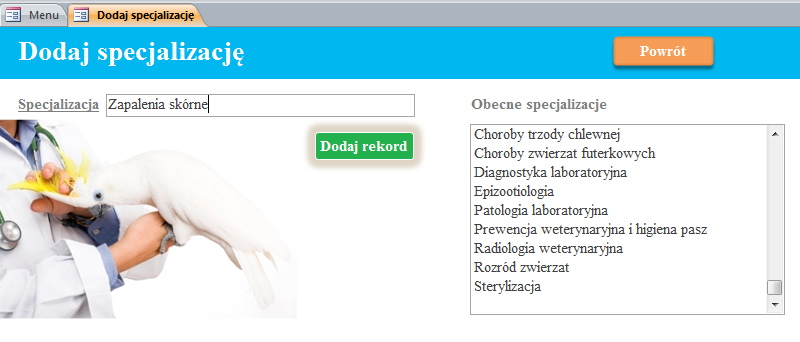 Menu
Dodaj specjalizację
Dodaj specjalizację
Powrót
Specjalizacja
Zapalenia skórne
Dodaj rekord
Obecne specjalizacje
Choroby trzody chlewnej
Choroby zwierzat futerkowych
Diagnostyka laboratoryjna
Epizootiologia
Patologia laboratoryjna
Prewencja weterynaryjna i higiena pasz
Radiologia weterynaryjna
Rozród zwierzat
Sterylizacja